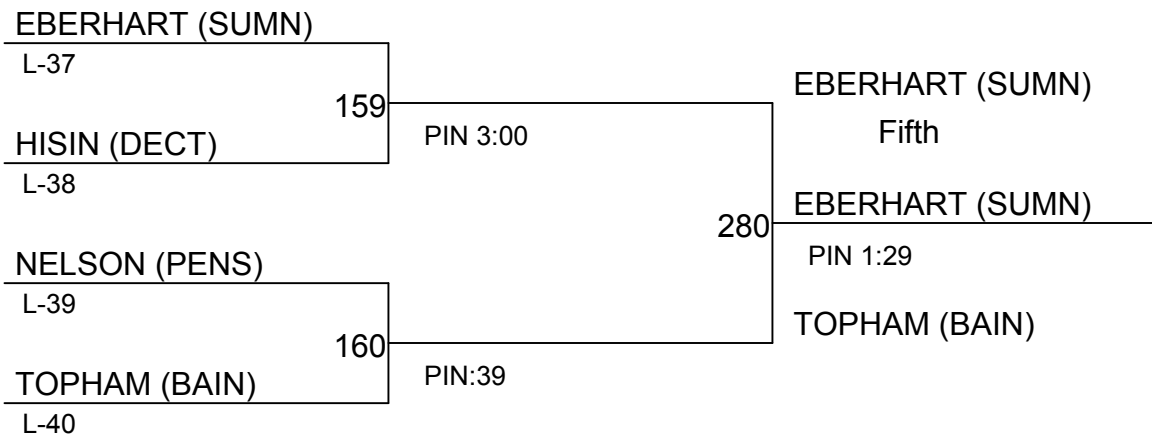 EBERHART (SUMN)
L-37
159
HISIN (DECT)
L-38
PIN 3:00
NELSON (PENS)
L-39
160
TOPHAM (BAIN)
L-40
PIN:39
280
EBERHART (SUMN)
Fifth
EBERHART (SUMN)
PIN 1:29
TOPHAM (BAIN)